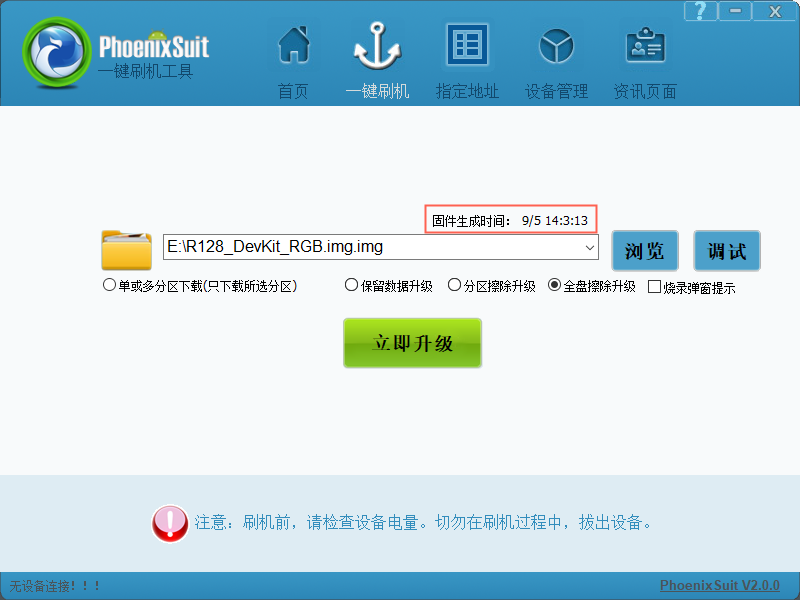 PhoenixSuit
一键刷机工具
?
首页
一键刷机
指定地址
设备管理
资讯页面
固件生成时间： 9/5 14:3:13
E:\R128_DevKit_RGB.img.img
浏览
调试
单或多分区下载(只下载所选分区)
保留数据升级
分区擦除升级
全盘擦除升级
烧录弹窗提示
立即升级
注意：刷机前，请检查设备电量。切勿在刷机过程中，拔出设备。
无设备连接！！！
PhoenixSuit V2.0.0